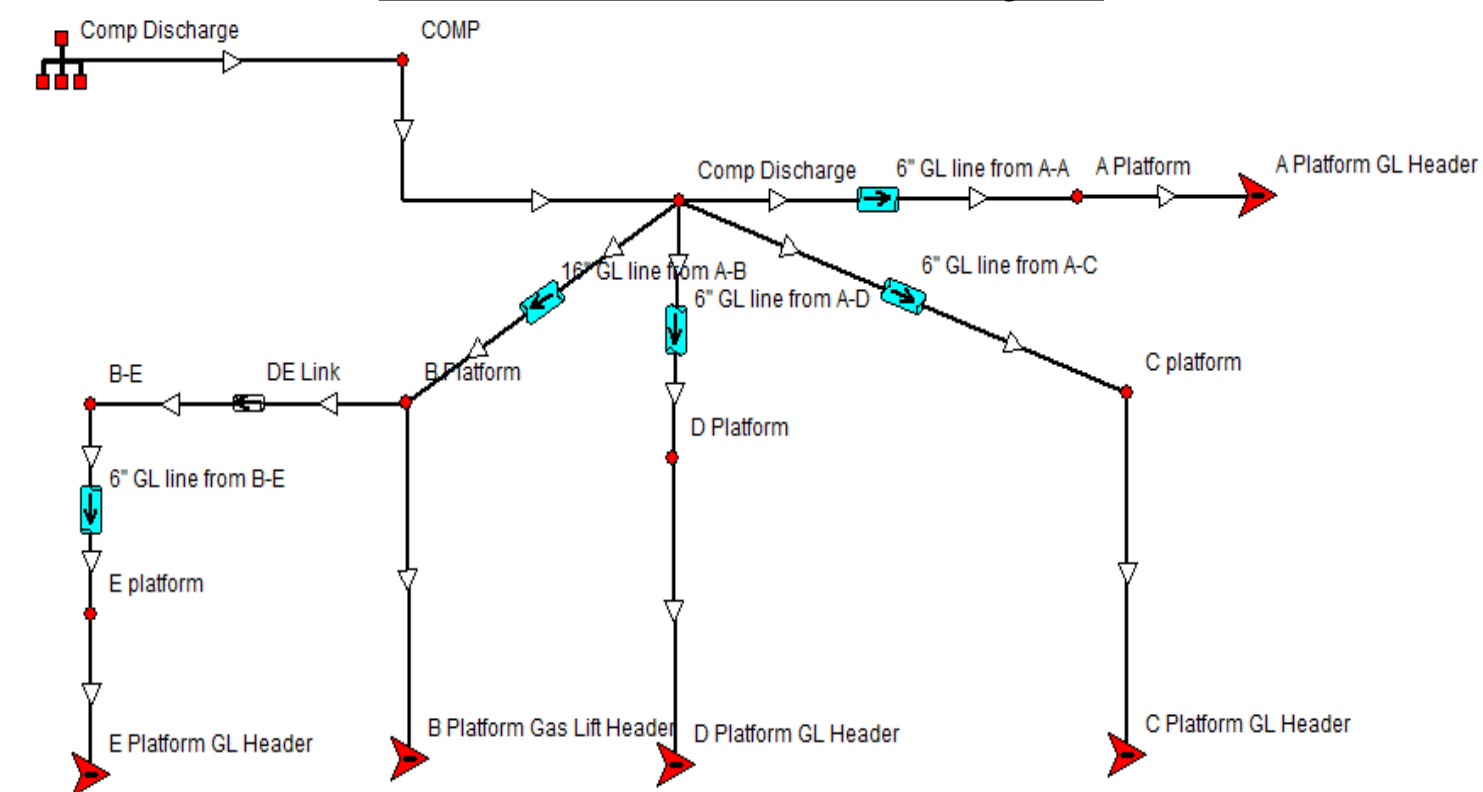 Comp Discharge
COMP
Comp Discharge
6" GL line from A-A
A Platform
A Platform GL Header
16" GL line from A-B
6" GL line from A-D
6" GL line from A-C
B-E
DE Link
B Platform
C platform
D Platform
6" GL line from B-E
E platform
E Platform GL Header
B Platform Gas Lift Header
D Platform GL Header
C Platform GL Header